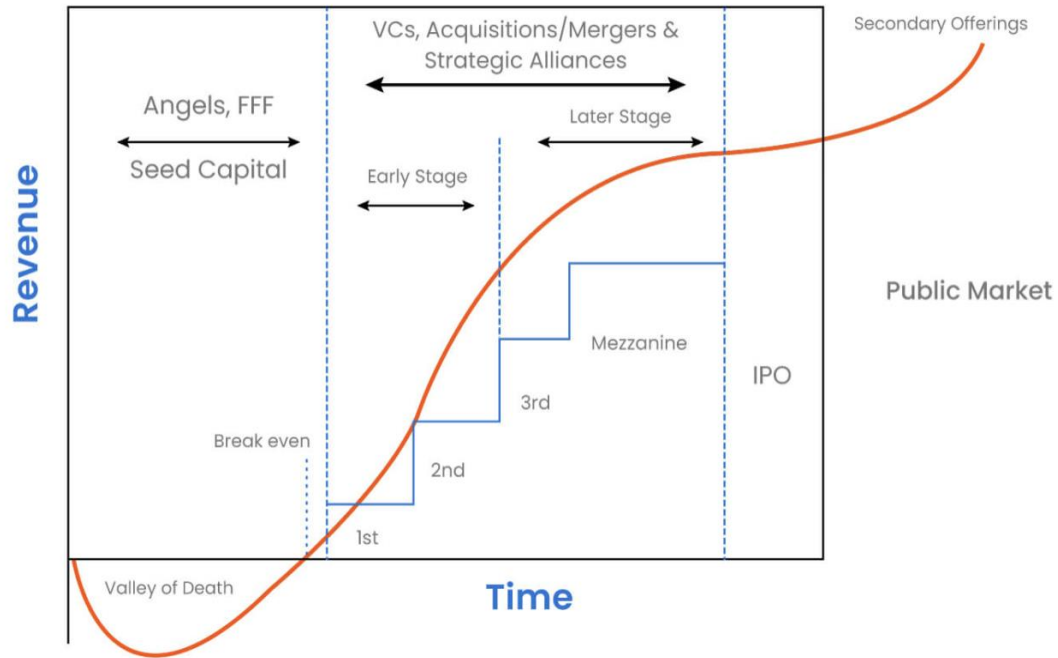 Secondary Offerings
VCs, Acquisitions/Mergers &
Strategic Alliances
Angels, FFF
Later Stage
Seed Capital
Early Stage
Revenue
Public Market
Mezzanine
IPO
3rd
Break even
2nd
1st
Valley of Death
Time